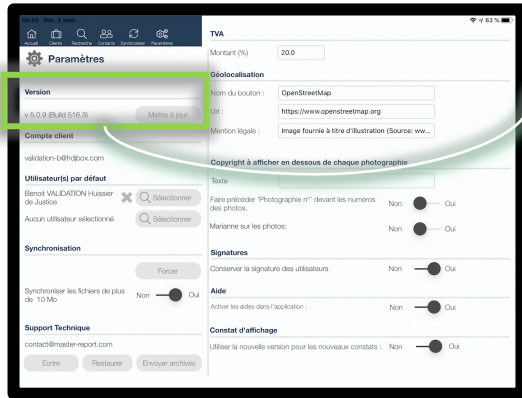 09:35 Mer. 2 sept.
83 %
Accueil Clients Recherche Contacts Synchroniser Paramètres
Paramètres
Version
v 5.0.9 (Build 516.3) Mettre à jour
Compte client
validation-b@hdjbox.com
Utilisateur(s) par défaut
Benoit VALIDATION Huissier
de Justice
Sélectionner
Aucun utilisateur sélectionné Sélectionner
Synchronisation
Forcer
Synchroniser les fichiers de plus
de 10 Mo
Non Oui
Support Technique
contact@master-report.com
Ecrire Restaurer Envoyer archives
TVA
Montant (%) 20.0
Géolocalisation
Nom du bouton : OpenStreetMap
Url : https://www.openstreetmap.org
Mention légale : Image fournie à titre d'illustration (Source: ww...
Copyright à afficher en dessous de chaque photographie
Texte
Faire précéder 'Photographie n°' devant les numéros
des photos.
Non Oui
Marianne sur les photos: Non Oui
Signatures
Conserver la signature des utilisateurs Non Oui
Aide
Activer les aides dans l'application : Non Oui
Constat d'affichage
Utiliser la nouvelle version pour les nouveaux constats : Non Oui